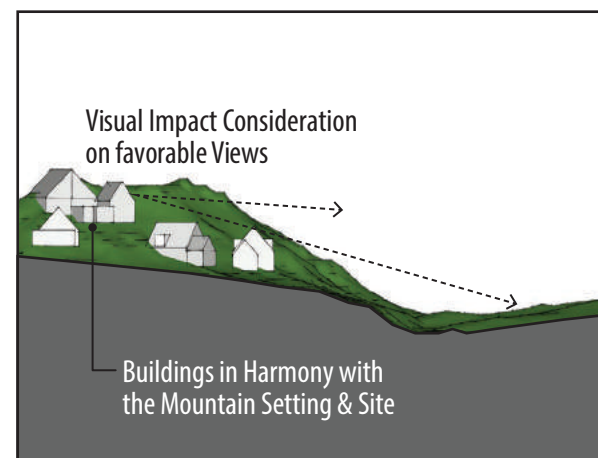 Visual Impact Consideration
on favorable Views
Buildings in Harmony with
the Mountain Setting & Site